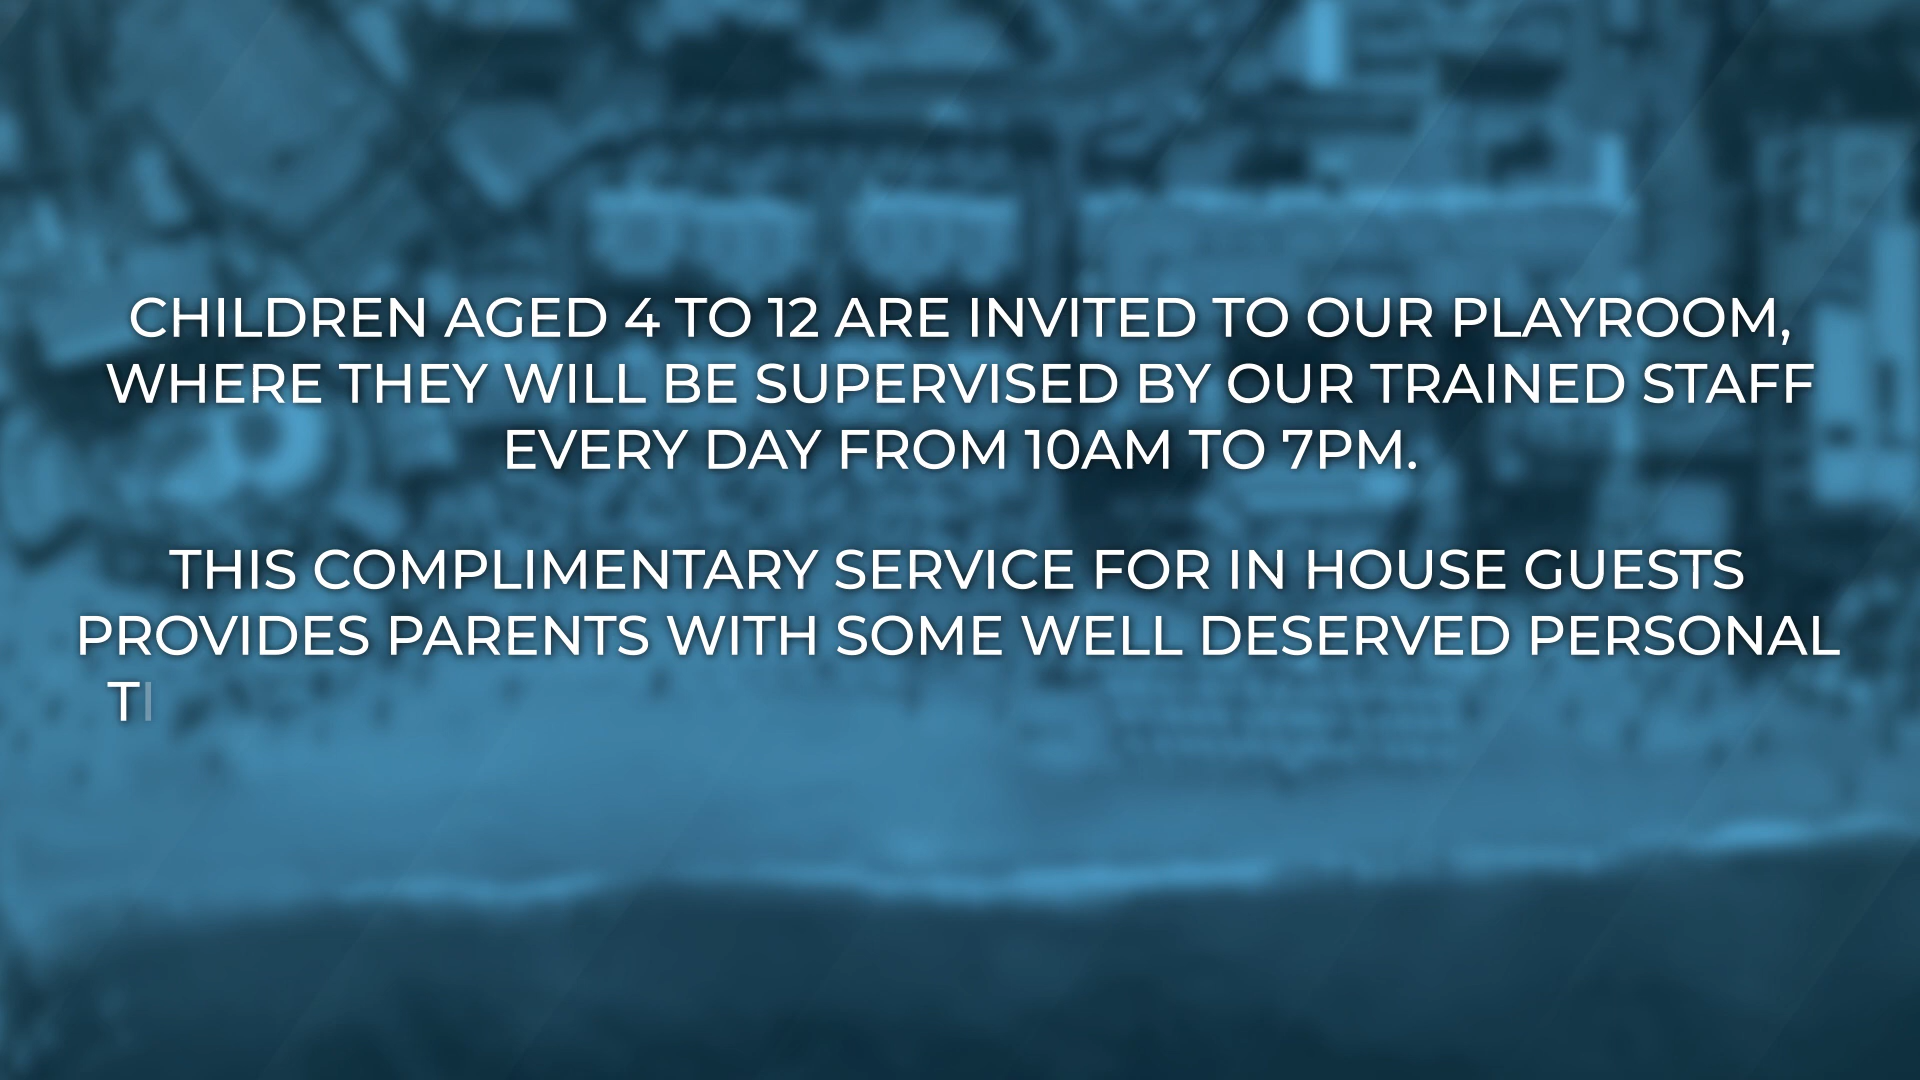 CHILDREN AGED 4 TO 12 ARE INVITED TO OUR PLAYROOM,
WHERE THEY WILL BE SUPERVISED BY OUR TRAINED STAFF
EVERY DAY FROM 10AM TO 7PM.
THIS COMPLIMENTARY SERVICE FOR IN HOUSE GUESTS
PROVIDES PARENTS WITH SOME WELL DESERVED PERSONAL
TI